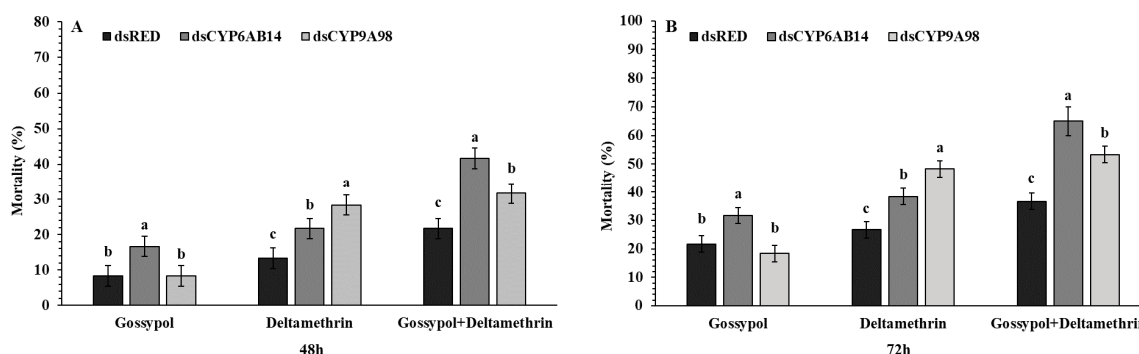 A
dsRED dsCYP6AB14 dsCYP9A98
Mortality (%)
80
70
60
50
40
30
20
10
0
b a b
c b a
c a b
Gossypol Deltamethrin Gossypol+Deltamethrin
48h
B
dsRED dsCYP6AB14 dsCYP9A98
Mortality (%)
100
90
80
70
60
50
40
30
20
10
0
b a b
c b a
c a b
Gossypol Deltamethrin Gossypol+Deltamethrin
72h